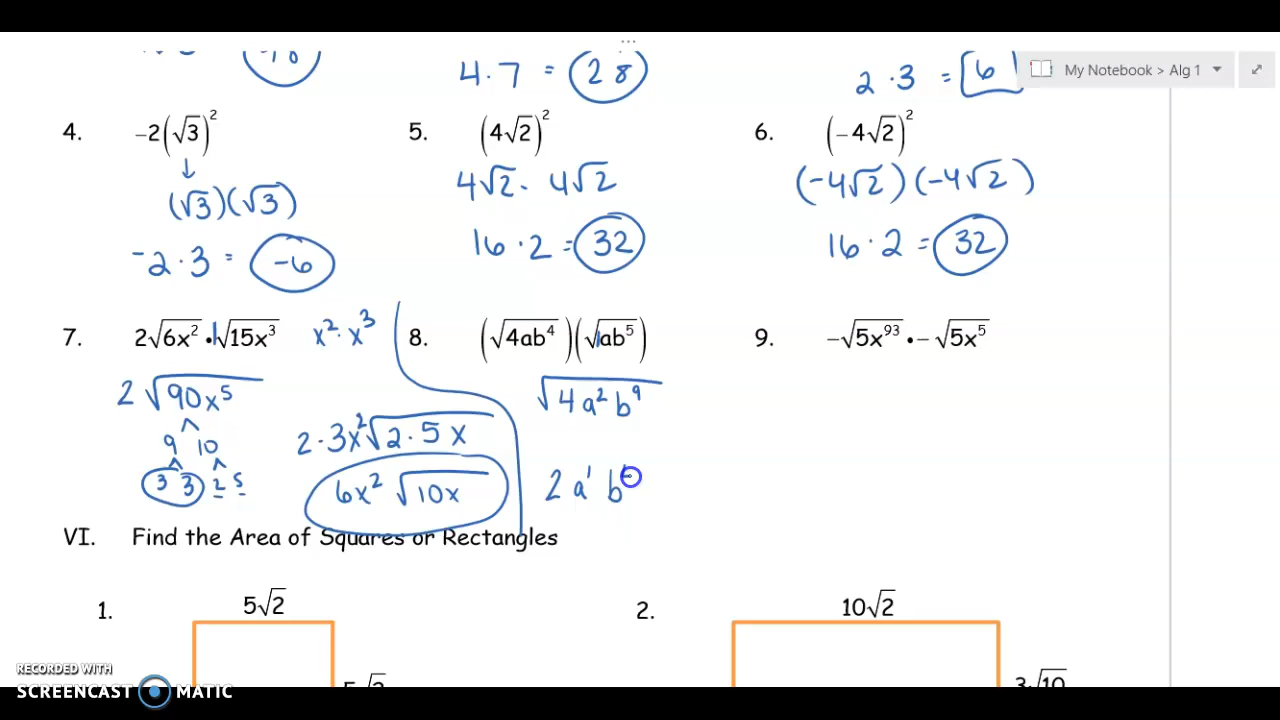 4 · 7 = 28
2 · 3 = 6
My Notebook > Alg 1
4. −2(√3)²
5. (4√2)²
6. (−4√2)²
(√3)(√3)
4√2 · 4√2
(−4√2)(−4√2)
−2 · 3 = −6
16 · 2 = 32
16 · 2 = 32
7. 2√6x² • 1√15x³
x² · x³
8. (√4ab⁴)(√1ab⁵)
9. −√5x⁹³ • −√5x⁵
2√90x⁵
9 10
3 3 2 5
2 · 3x²√2 · 5x
6x²√10x
√4a²b⁹
2a¹b
VI. Find the Area of Squares or Rectangles
1. 5√2
2. 10√2
3√10
RECORDED WITH
SCREENCAST MATIC